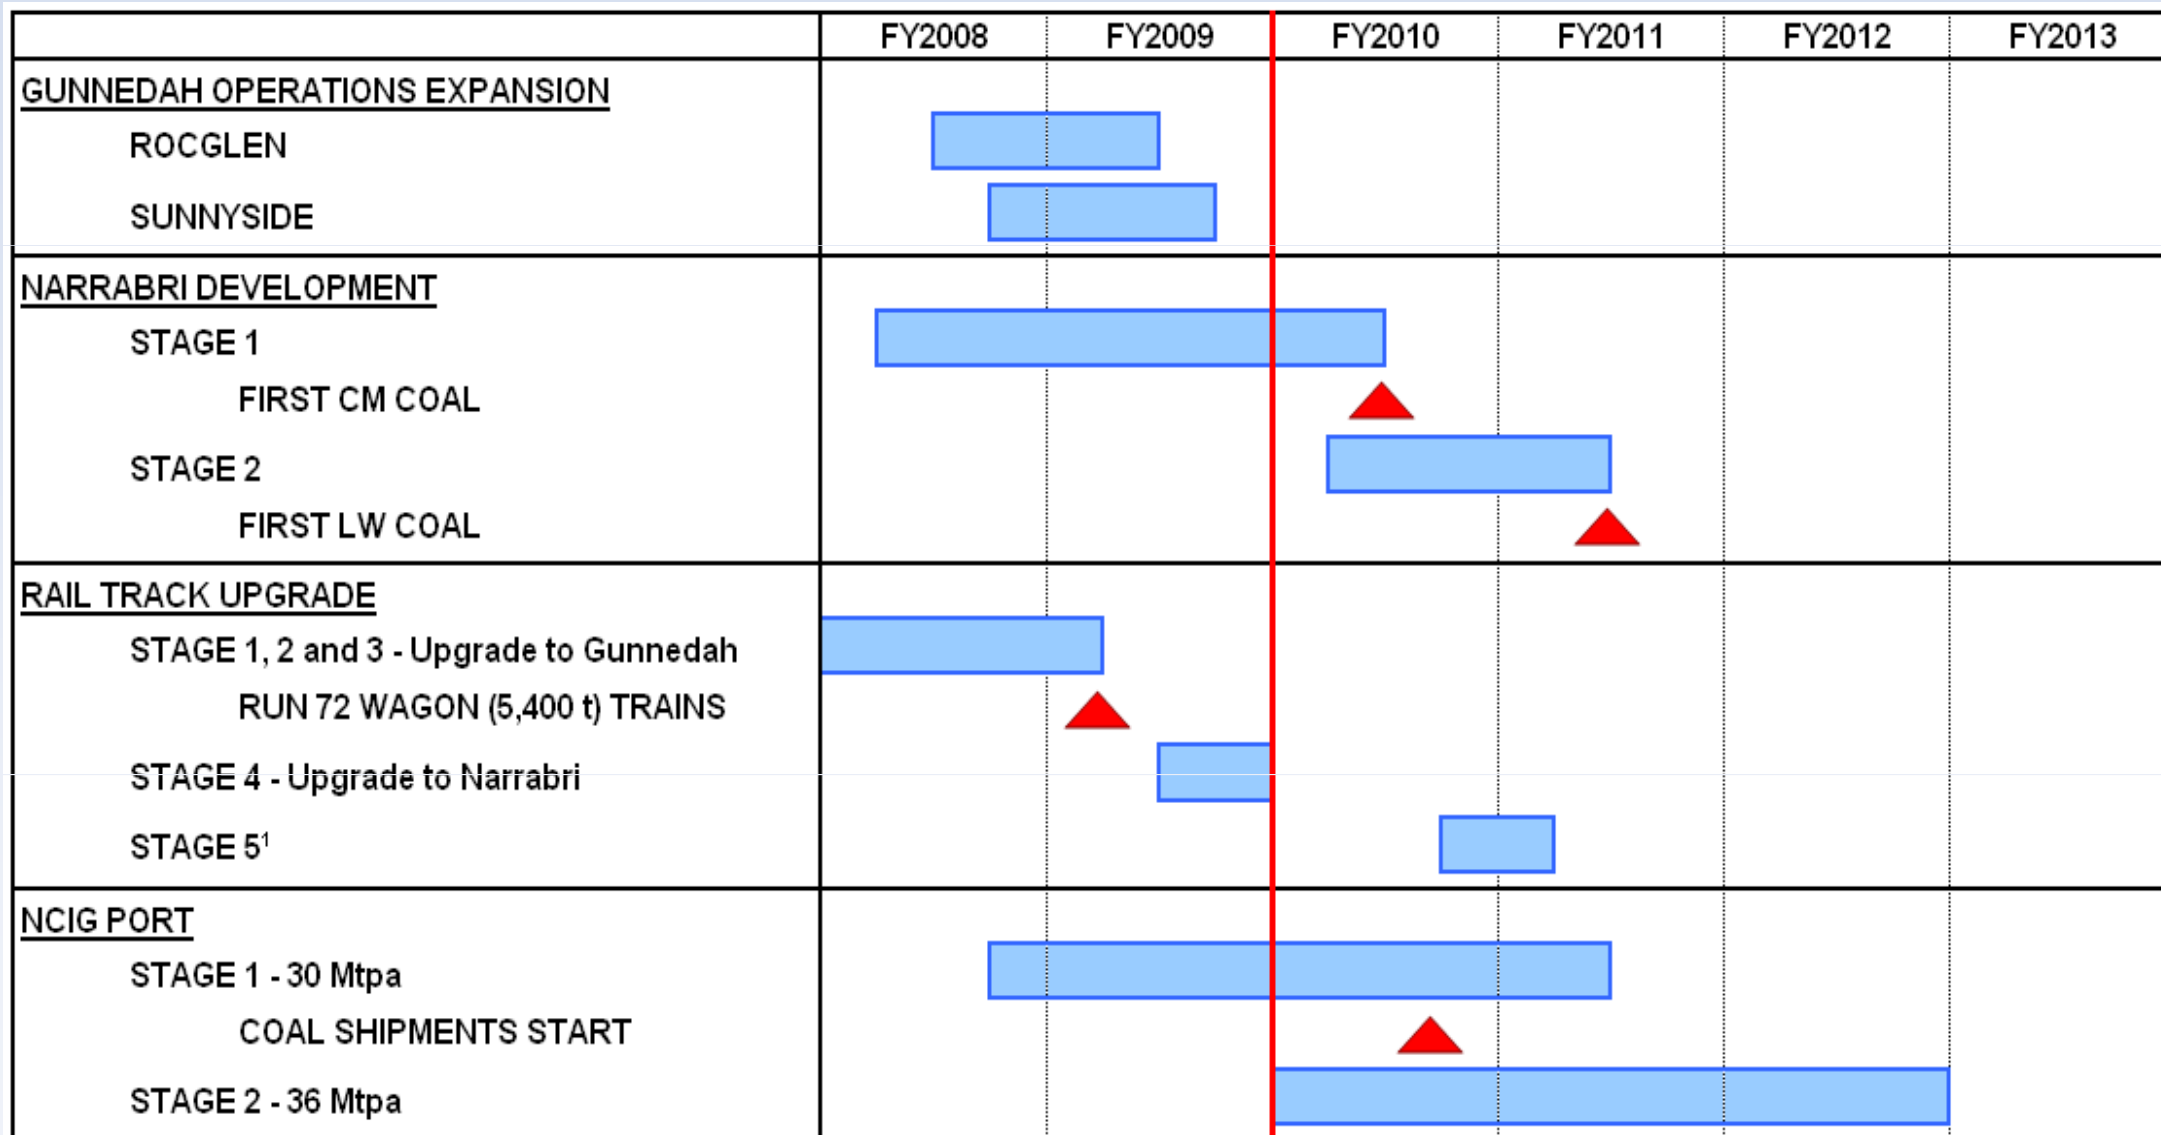 FY2008 FY2009 FY2010 FY2011 FY2012 FY2013
GUNNEDAH OPERATIONS EXPANSION
ROCGLEN
SUNNYSIDE
NARRABRI DEVELOPMENT
STAGE 1
FIRST CM COAL
STAGE 2
FIRST LW COAL
RAIL TRACK UPGRADE
STAGE 1, 2 and 3 - Upgrade to Gunnedah
RUN 72 WAGON (5,400 t) TRAINS
STAGE 4 - Upgrade to Narrabri
STAGE 5¹
NCIG PORT
STAGE 1 - 30 Mtpa
COAL SHIPMENTS START
STAGE 2 - 36 Mtpa